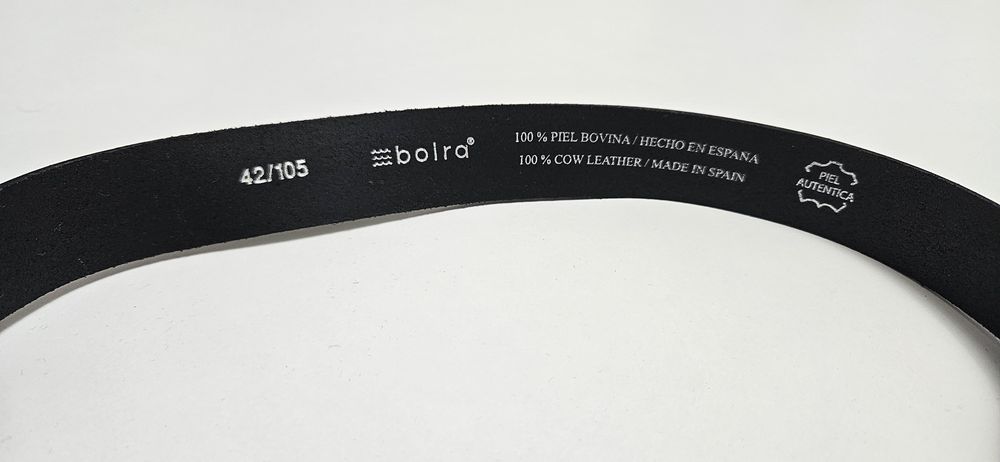 42/105
bolra®
100 % PIEL BOVINA / HECHO EN ESPAÑA
100 % COW LEATHER / MADE IN SPAIN
PIEL
AUTENTICA